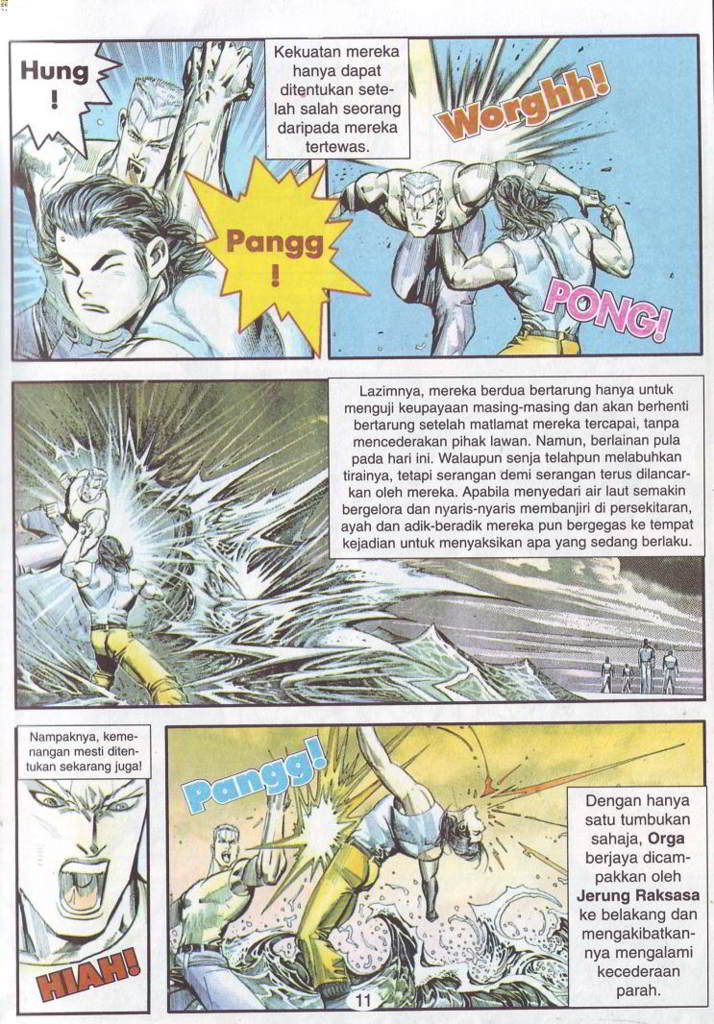 Hung
!
Kekuatan mereka
hanya dapat
ditentukan sete-
lah salah seorang
daripada mereka
tertewas.
Worghh!
Pangg
!
PONG!
Lazimnya, mereka berdua bertarung hanya untuk
menguji keupayaan masing-masing dan akan berhenti
bertarung setelah matlamat mereka tercapai, tanpa
mencederakan pihak lawan. Namun, berlainan pula
pada hari ini. Walaupun senja telahpun melabuhkan
tirainya, tetapi serangan demi serangan terus dilancar-
kan oleh mereka. Apabila menyedari air laut semakin
bergelora dan nyaris-nyaris membanjiri di persekitaran,
ayah dan adik-beradik mereka pun bergegas ke tempat
kejadian untuk menyaksikan apa yang sedang berlaku.
Nampaknya, keme-
nangan mesti diten-
tukan sekarang juga!
HIAH!
Pangg!
Dengan hanya
satu tumbukan
sahaja, Orga
berjaya dicam-
pakkan oleh
Jerung Raksasa
ke belakang dan
mengakibatkan-
nya mengalami
kecederaan
parah.
11